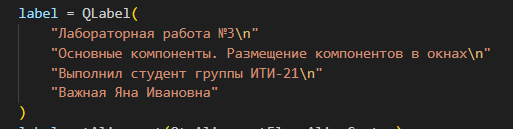 label = QLabel(
"Лабораторная работа №3\n"
"Основные компоненты. Размещение компонентов в окнах\n"
"Выполнил студент группы ИТИ-21\n"
"Важная Яна Ивановна"
)